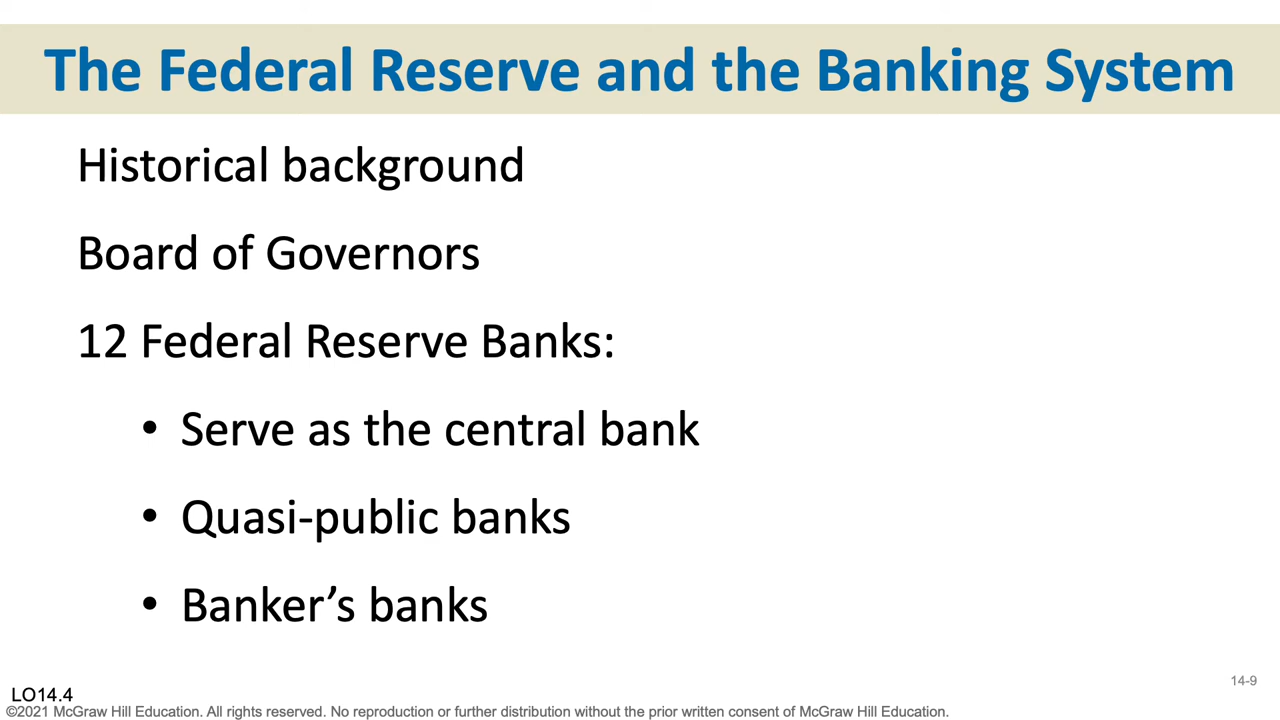 The Federal Reserve and the Banking System
Historical background
Board of Governors
12 Federal Reserve Banks:
• Serve as the central bank
• Quasi-public banks
• Banker’s banks
14-9
LO14.4
©2021 McGraw Hill Education. All rights reserved. No reproduction or further distribution without the prior written consent of McGraw Hill Education.